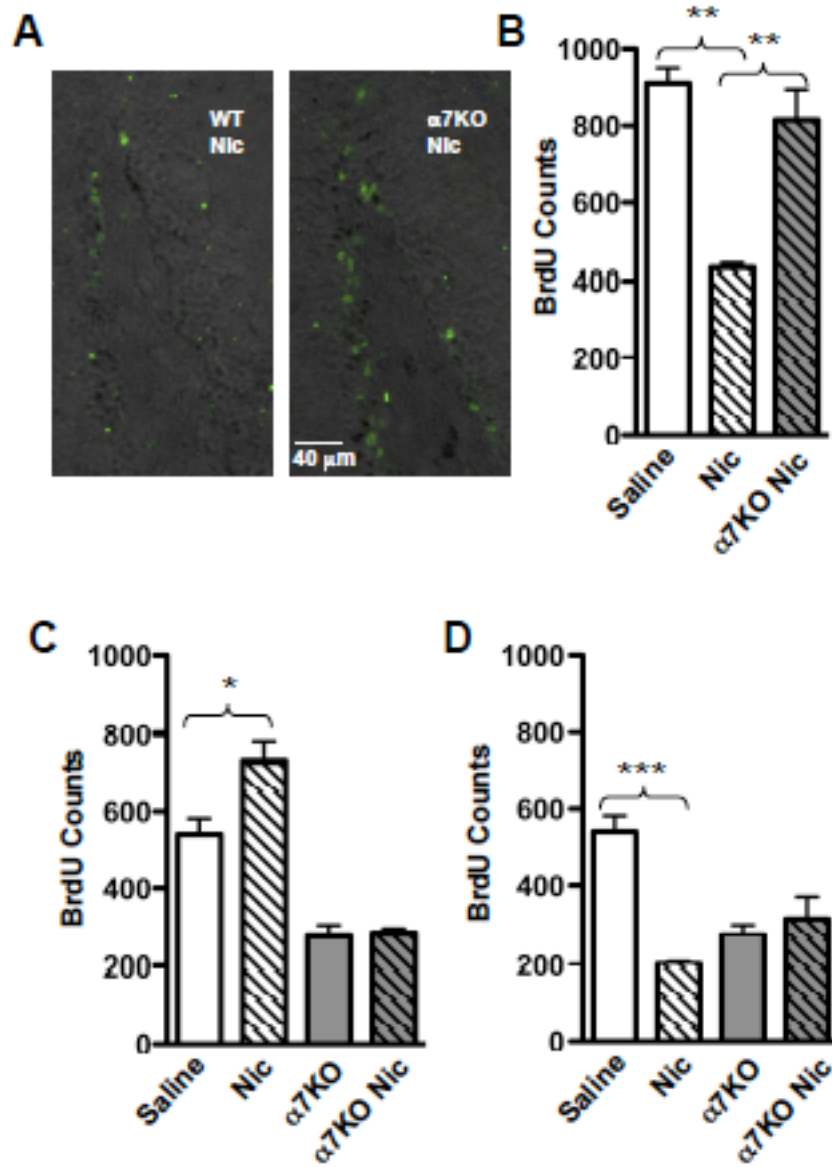 A
WT
Nic
α7KO
Nic
40 μm
B
**
**
1000
800
600
400
200
0
BrdU Counts
Saline
Nic
α7KO Nic
C
1000
800
600
400
200
0
BrdU Counts
*
Saline
Nic
α7KO
α7KO Nic
D
1000
800
600
400
200
0
BrdU Counts
***
Saline
Nic
α7KO
α7KO Nic